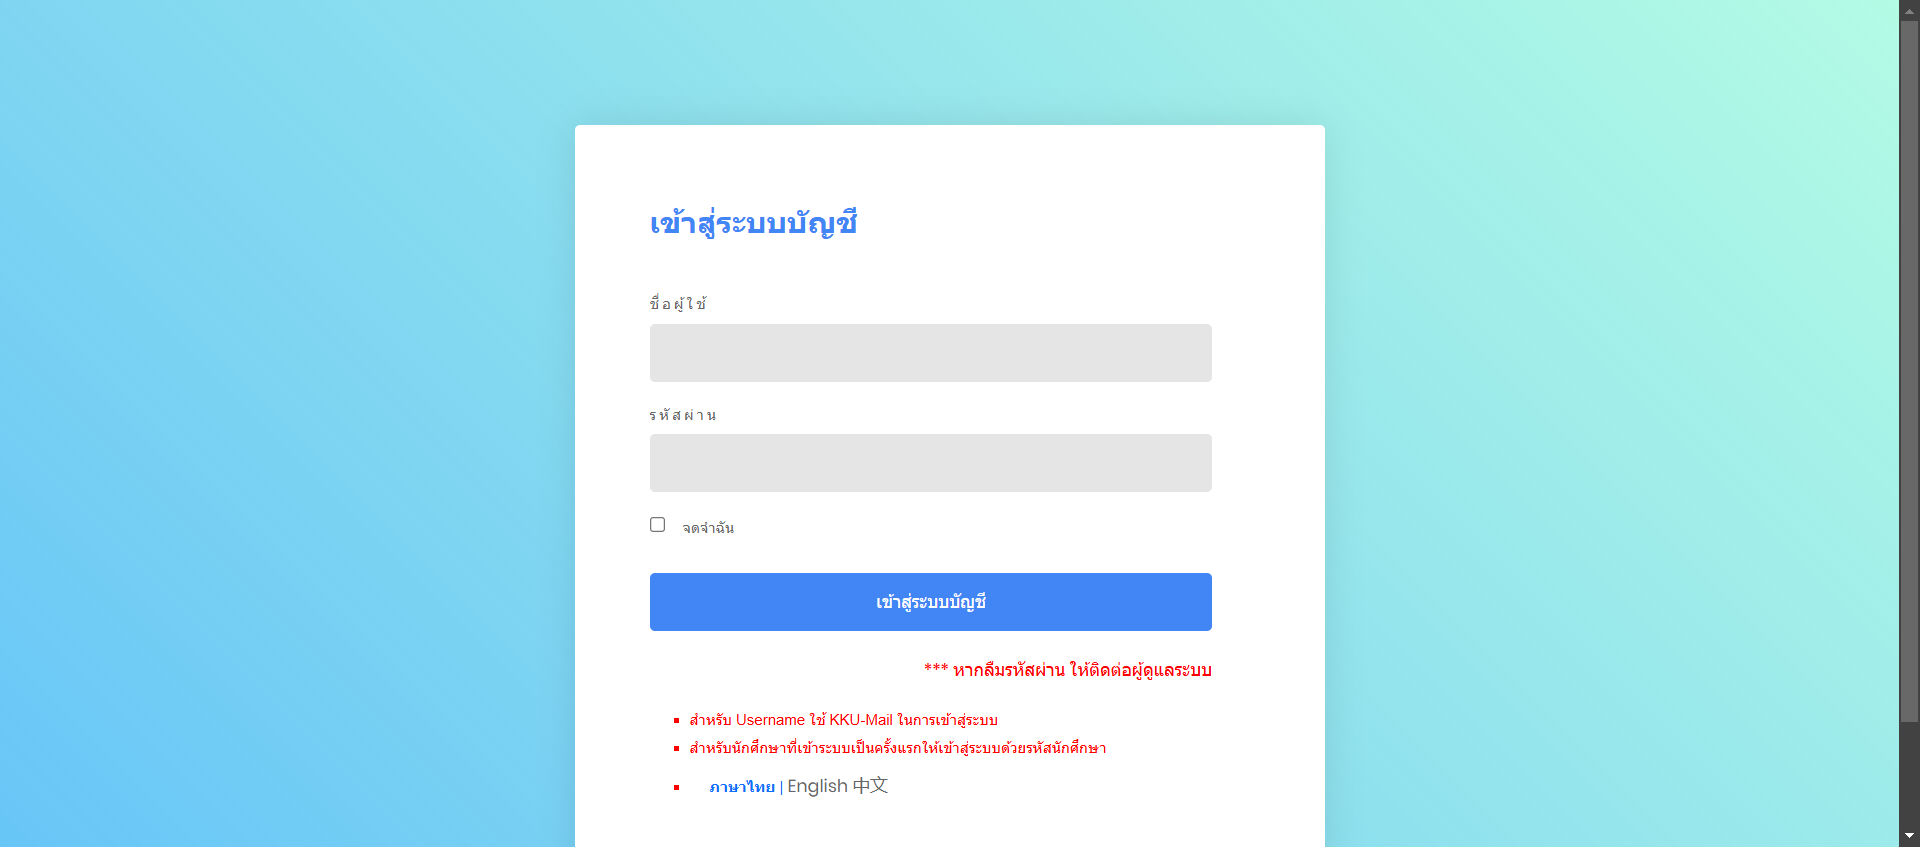 เข้าสู่ระบบบัญชี
ชื่อผู้ใช้
รหัสผ่าน
จดจำฉัน
เข้าสู่ระบบบัญชี
*** หากลืมรหัสผ่าน ให้ติดต่อผู้ดูแลระบบ
สำหรับ Username ใช้ KKU-Mail ในการเข้าสู่ระบบ
สำหรับนักศึกษาที่เข้าระบบเป็นครั้งแรกให้เข้าสู่ระบบด้วยรหัสนักศึกษา
ภาษาไทย | English 中文